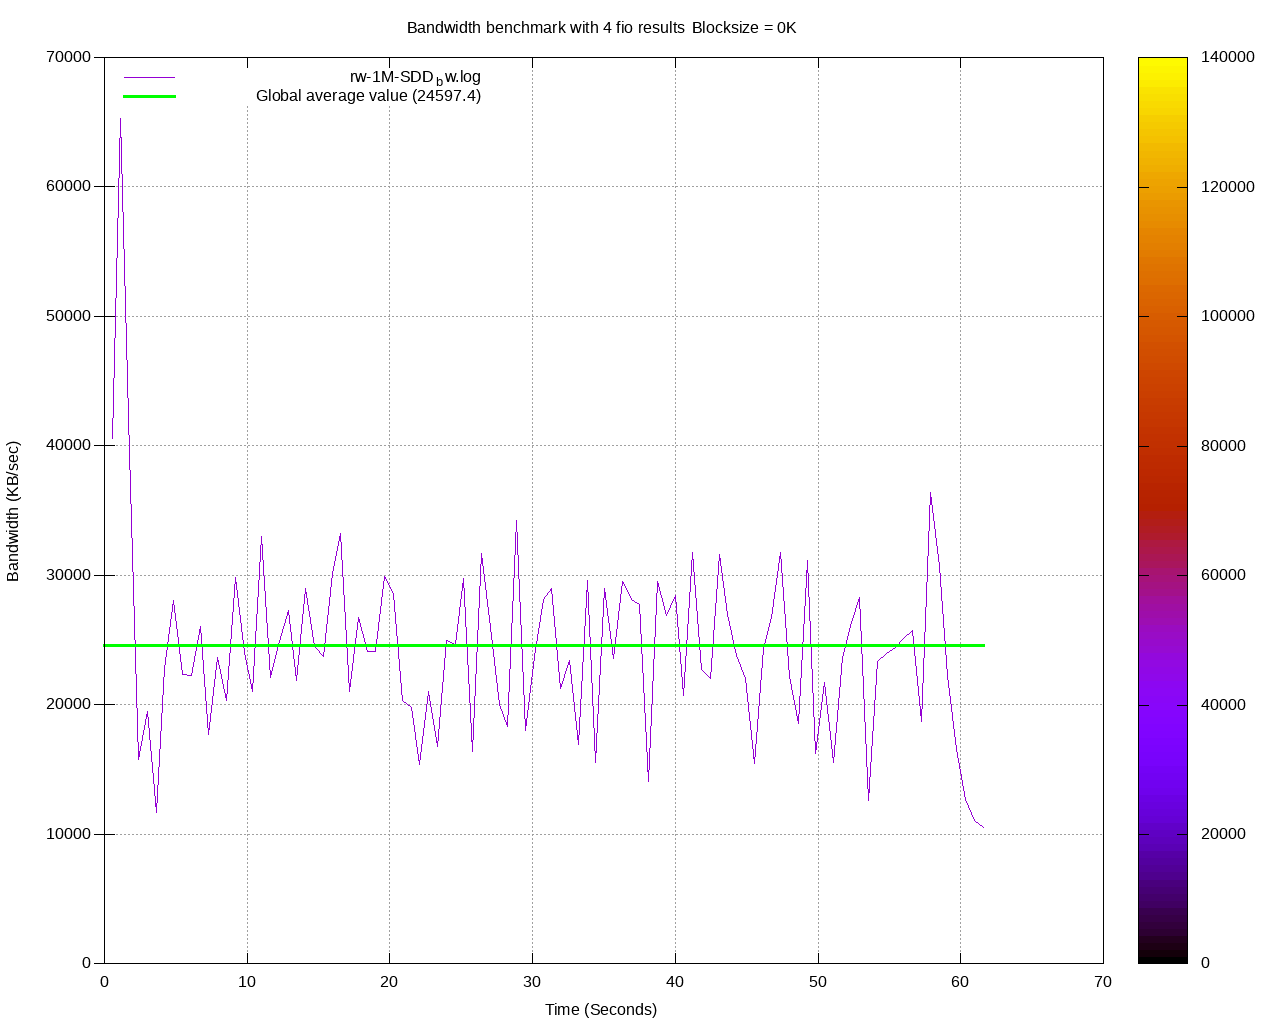 Bandwidth benchmark with 4 fio results Blocksize = 0K
rw-1M-SDD_bw.log
Global average value (24597.4)
70000
60000
50000
40000
30000
20000
10000
0
Bandwidth (KB/sec)
0 10 20 30 40 50 60 70
Time (Seconds)
140000
120000
100000
80000
60000
40000
20000
0